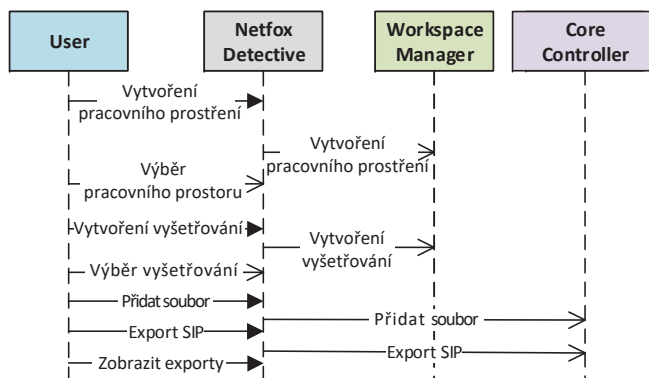 User
Netfox
Detective
Workspace
Manager
Core
Controller
Vytvoření
pracovního prostření
Vytvoření
pracovního prostření
Výběr
pracovního prostoru
Vytvoření vyšetřování
Vytvoření
vyšetřování
Výběr vyšetřování
Přidat soubor
Přidat soubor
Export SIP
Export SIP
Zobrazit exporty